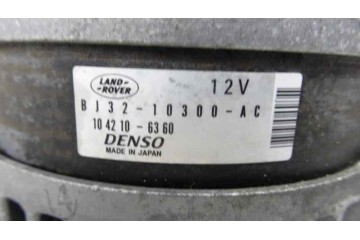 LAND-
ROVER
12V
BJ32-10300-AC
104210-6360
DENSO
MADE IN JAPAN